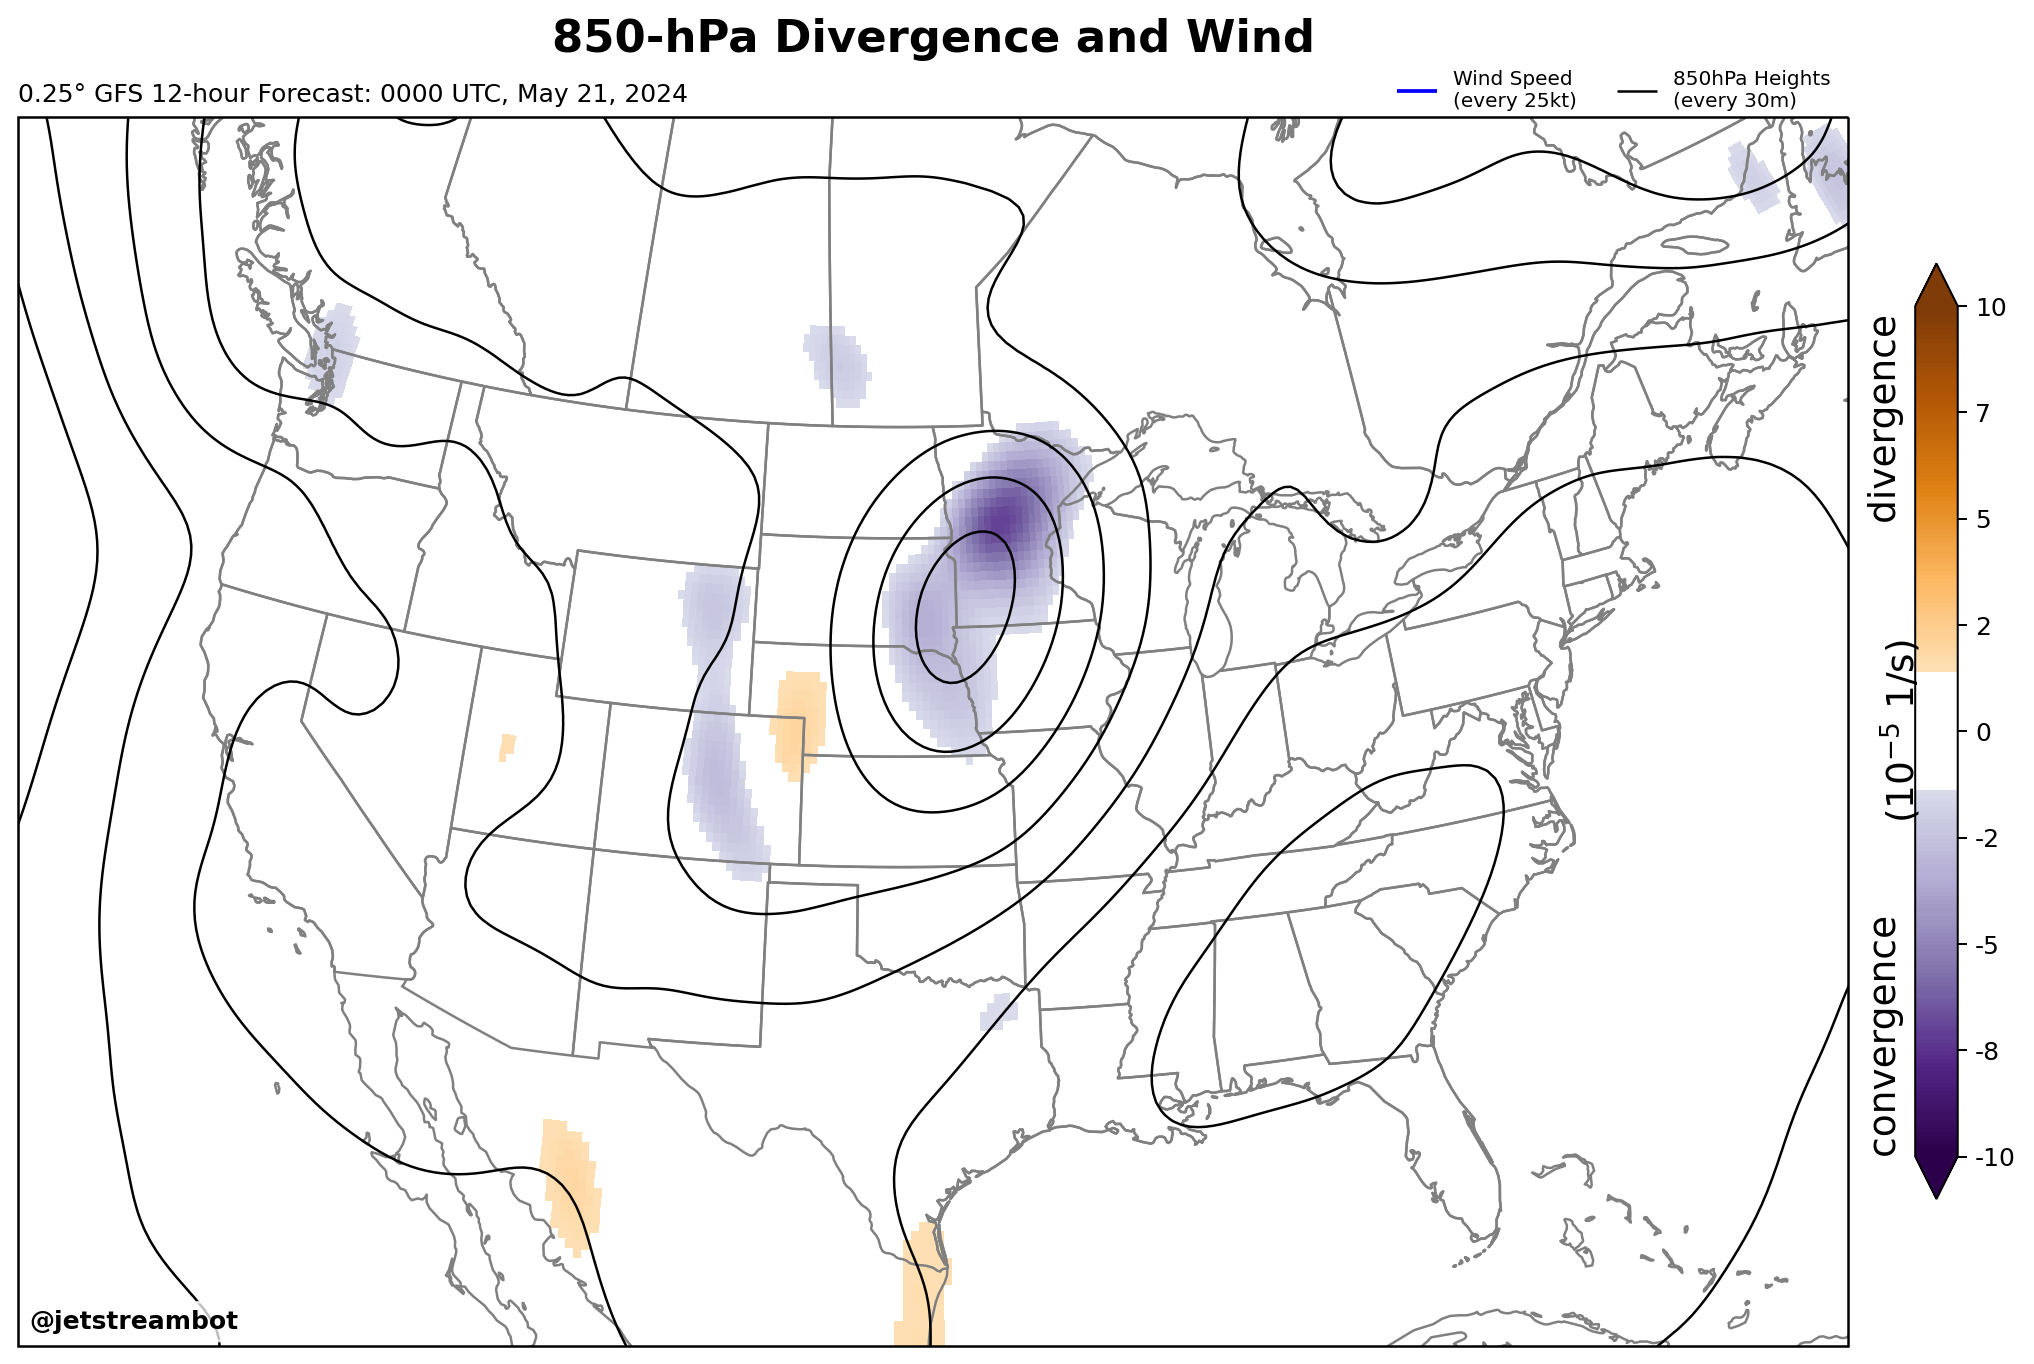 850-hPa Divergence and Wind
0.25° GFS 12-hour Forecast: 0000 UTC, May 21, 2024
Wind Speed
(every 25kt)
850hPa Heights
(every 30m)
10
7
5
2
0
-2
-5
-8
-10
divergence
(10⁻⁵ 1/s)
convergence
@jetstreambot